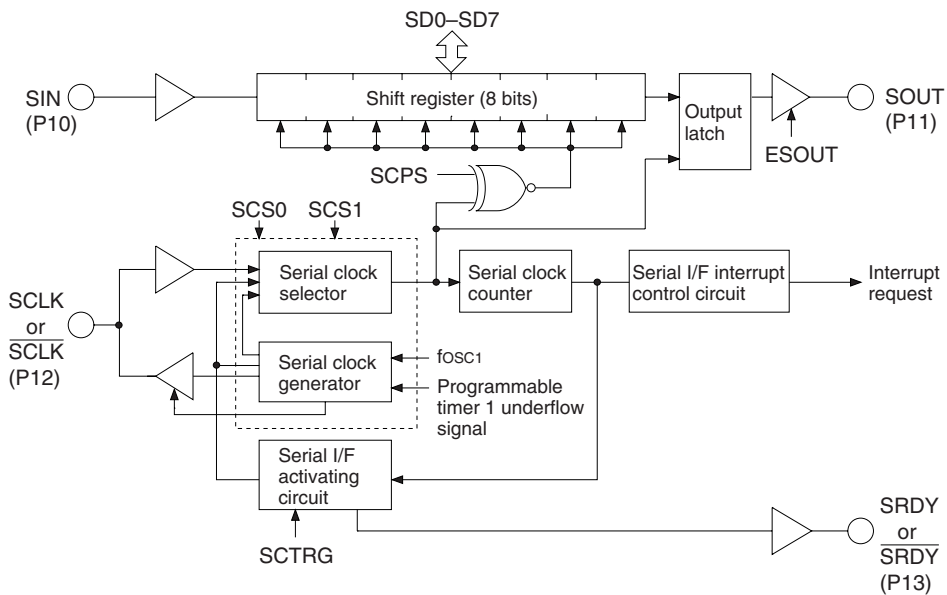 SD0–SD7
SIN
(P10)
Shift register (8 bits)
Output
latch
SOUT
(P11)
ESOUT
SCPS
SCS0
SCS1
Serial clock
selector
Serial clock
counter
Serial I/F interrupt
control circuit
Interrupt
request
SCLK
or
SCLK
(P12)
Serial clock
generator
fOSC1
Programmable
timer 1 underflow
signal
Serial I/F
activating
circuit
SCTRG
SRDY
or
SRDY
(P13)